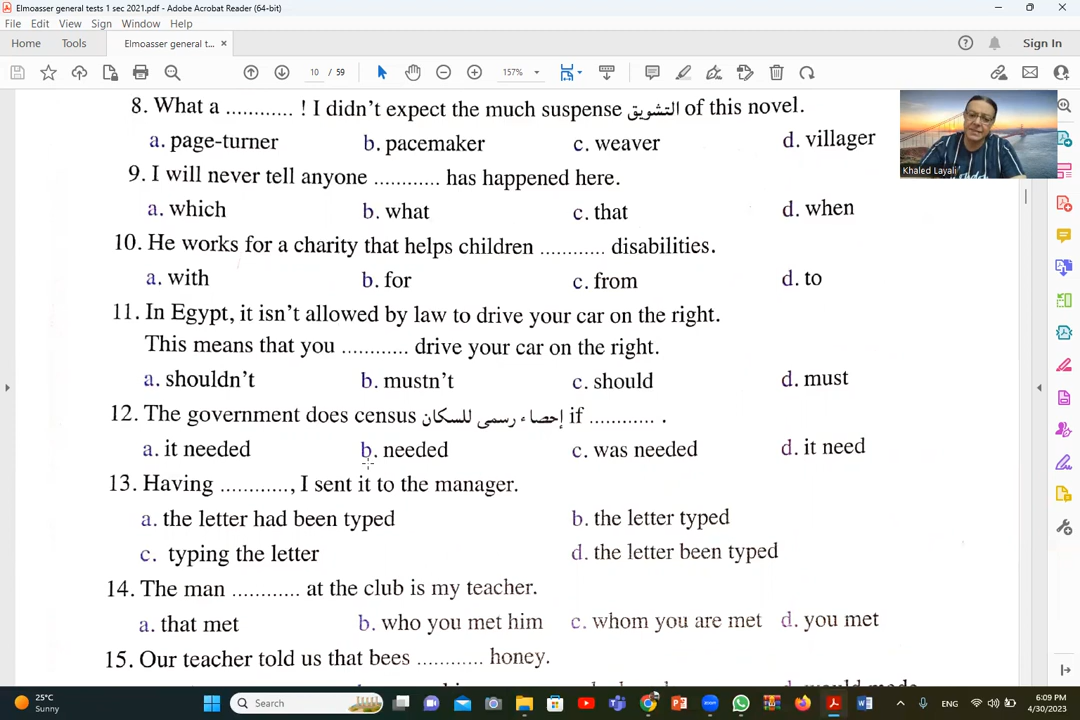 Elmoasser general tests 1 sec 2021.pdf - Adobe Acrobat Reader (64-bit)
File Edit View Sign Window Help
Home Tools Elmoasser general t... × Sign In
10 / 59 157%
8. What a ............ ! I didn't expect the much suspense التشويق of this novel.
a. page-turner b. pacemaker c. weaver d. villager
Khaled Layali
9. I will never tell anyone ............ has happened here.
a. which b. what c. that d. when
10. He works for a charity that helps children ............ disabilities.
a. with b. for c. from d. to
11. In Egypt, it isn't allowed by law to drive your car on the right.
This means that you ............ drive your car on the right.
a. shouldn't b. mustn't c. should d. must
12. The government does census إحصاء رسمى للسكان if ............ .
a. it needed b. needed c. was needed d. it need
13. Having ............, I sent it to the manager.
a. the letter had been typed b. the letter typed
c. typing the letter d. the letter been typed
14. The man ............ at the club is my teacher.
a. that met b. who you met him c. whom you are met d. you met
15. Our teacher told us that bees ............ honey.
25°C
Sunny
Search
ENG
6:09 PM
4/30/2023